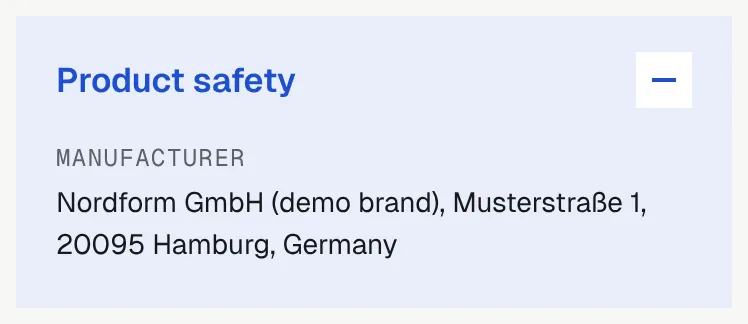 Product safety
MANUFACTURER
Nordform GmbH (demo brand), Musterstraße 1,
20095 Hamburg, Germany